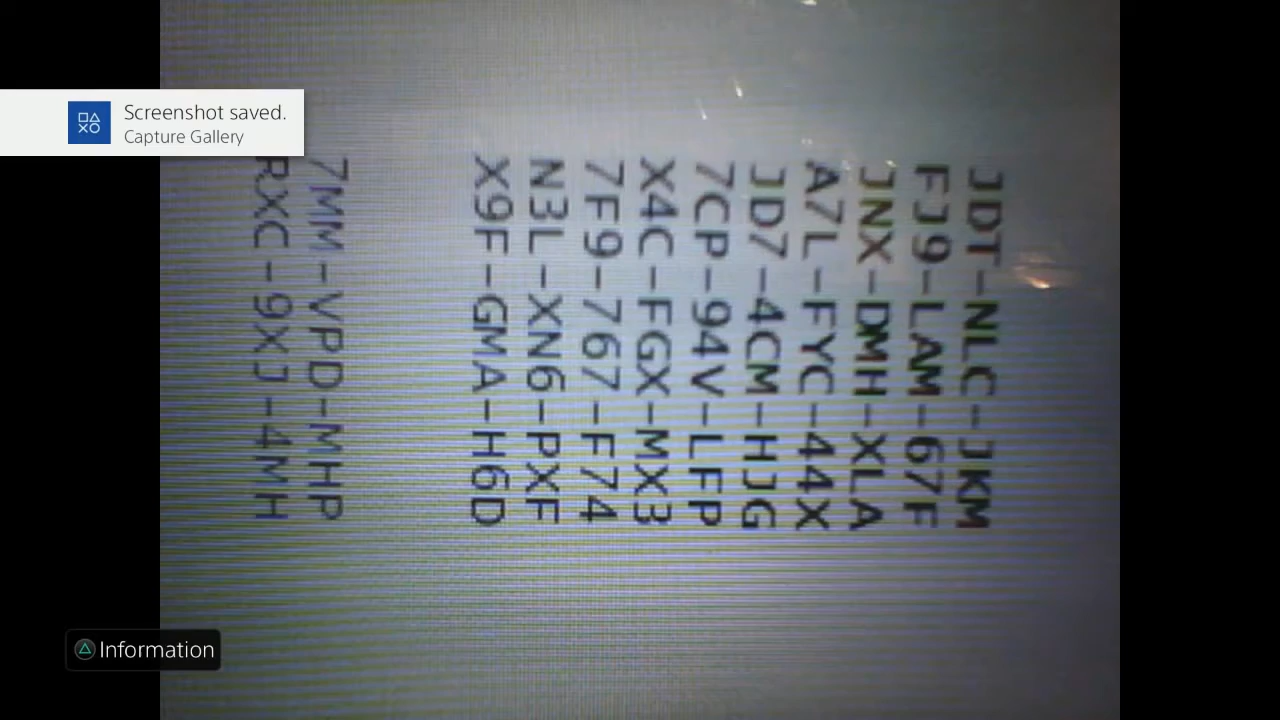 Screenshot saved.
Capture Gallery
JDT-NLC-JKM
FJ9-LAM-67F
JNX-DMH-XLA
A7L-FYC-44X
JD7-4CM-HJG
7CP-94V-LFP
X4C-FGX-MX3
7F9-767-F74
N3L-XN6-PXF
X9F-GMA-H6D
7MM-VPD-MHP
RXC-9XJ-4MH
Information